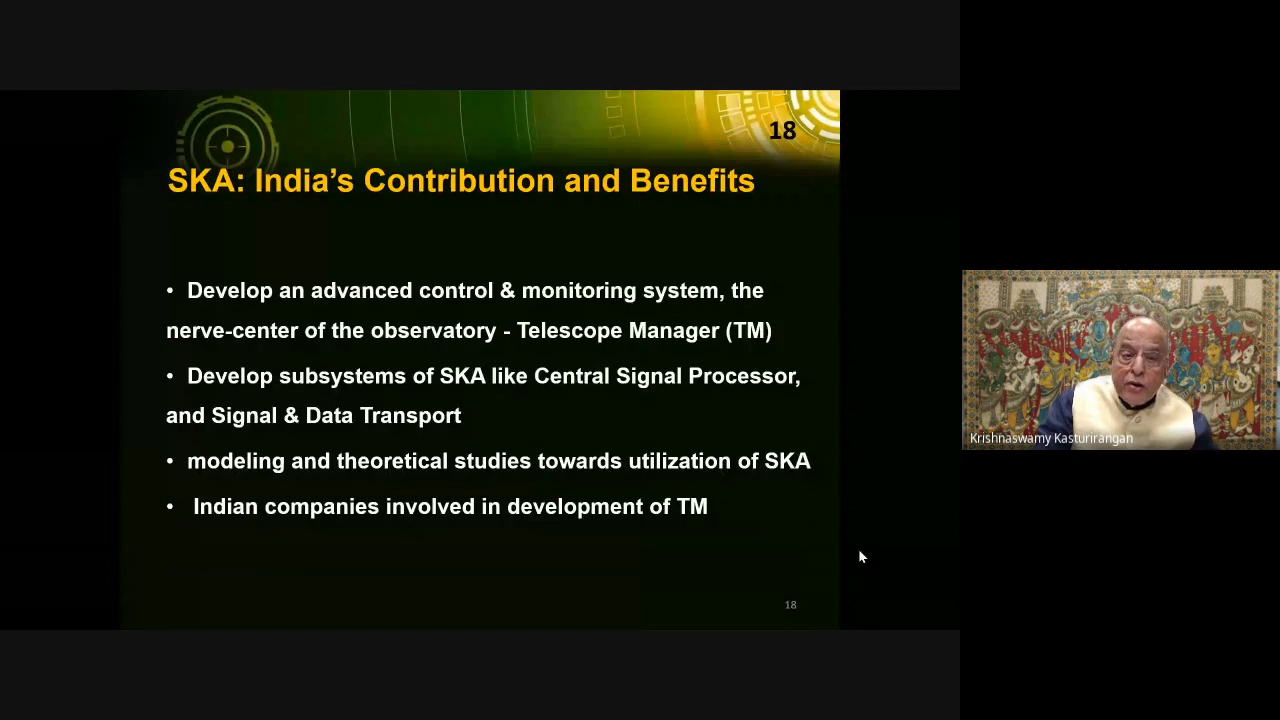 18
SKA: India’s Contribution and Benefits
• Develop an advanced control & monitoring system, the
nerve-center of the observatory - Telescope Manager (TM)
• Develop subsystems of SKA like Central Signal Processor,
and Signal & Data Transport
• modeling and theoretical studies towards utilization of SKA
• Indian companies involved in development of TM
18
Krishnaswamy Kasturirangan